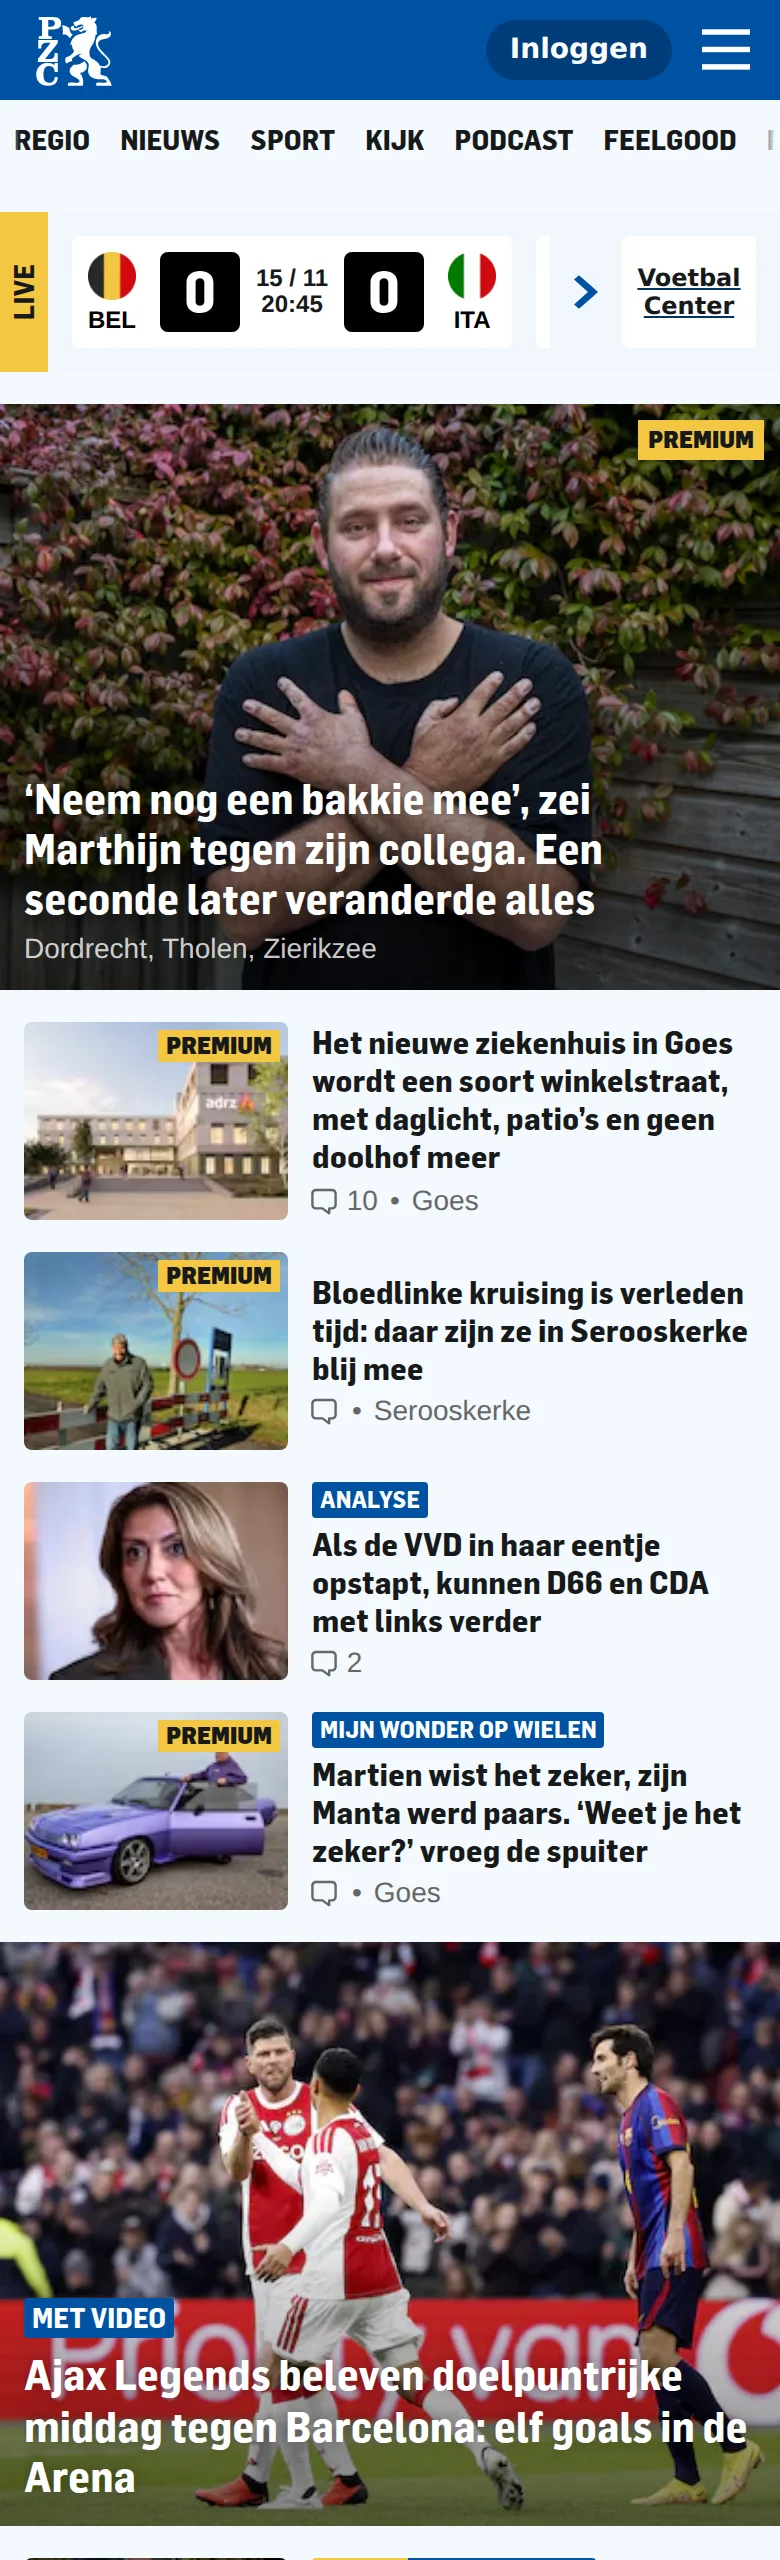 PZC
Inloggen
REGIO NIEUWS SPORT KIJK PODCAST FEELGOOD
LIVE
BEL
0
15 / 11
20:45
0
ITA
Voetbal
Center
PREMIUM
‘Neem nog een bakkie mee’, zei
Marthijn tegen zijn collega. Een
seconde later veranderde alles
Dordrecht, Tholen, Zierikzee
PREMIUM
adrz
Het nieuwe ziekenhuis in Goes
wordt een soort winkelstraat,
met daglicht, patio’s en geen
doolhof meer
10 • Goes
PREMIUM
Bloedlinke kruising is verleden
tijd: daar zijn ze in Serooskerke
blij mee
• Serooskerke
ANALYSE
Als de VVD in haar eentje
opstapt, kunnen D66 en CDA
met links verder
2
PREMIUM
MIJN WONDER OP WIELEN
Martien wist het zeker, zijn
Manta werd paars. ‘Weet je het
zeker?’ vroeg de spuiter
• Goes
MET VIDEO
Ajax Legends beleven doelpuntrijke
middag tegen Barcelona: elf goals in de
Arena